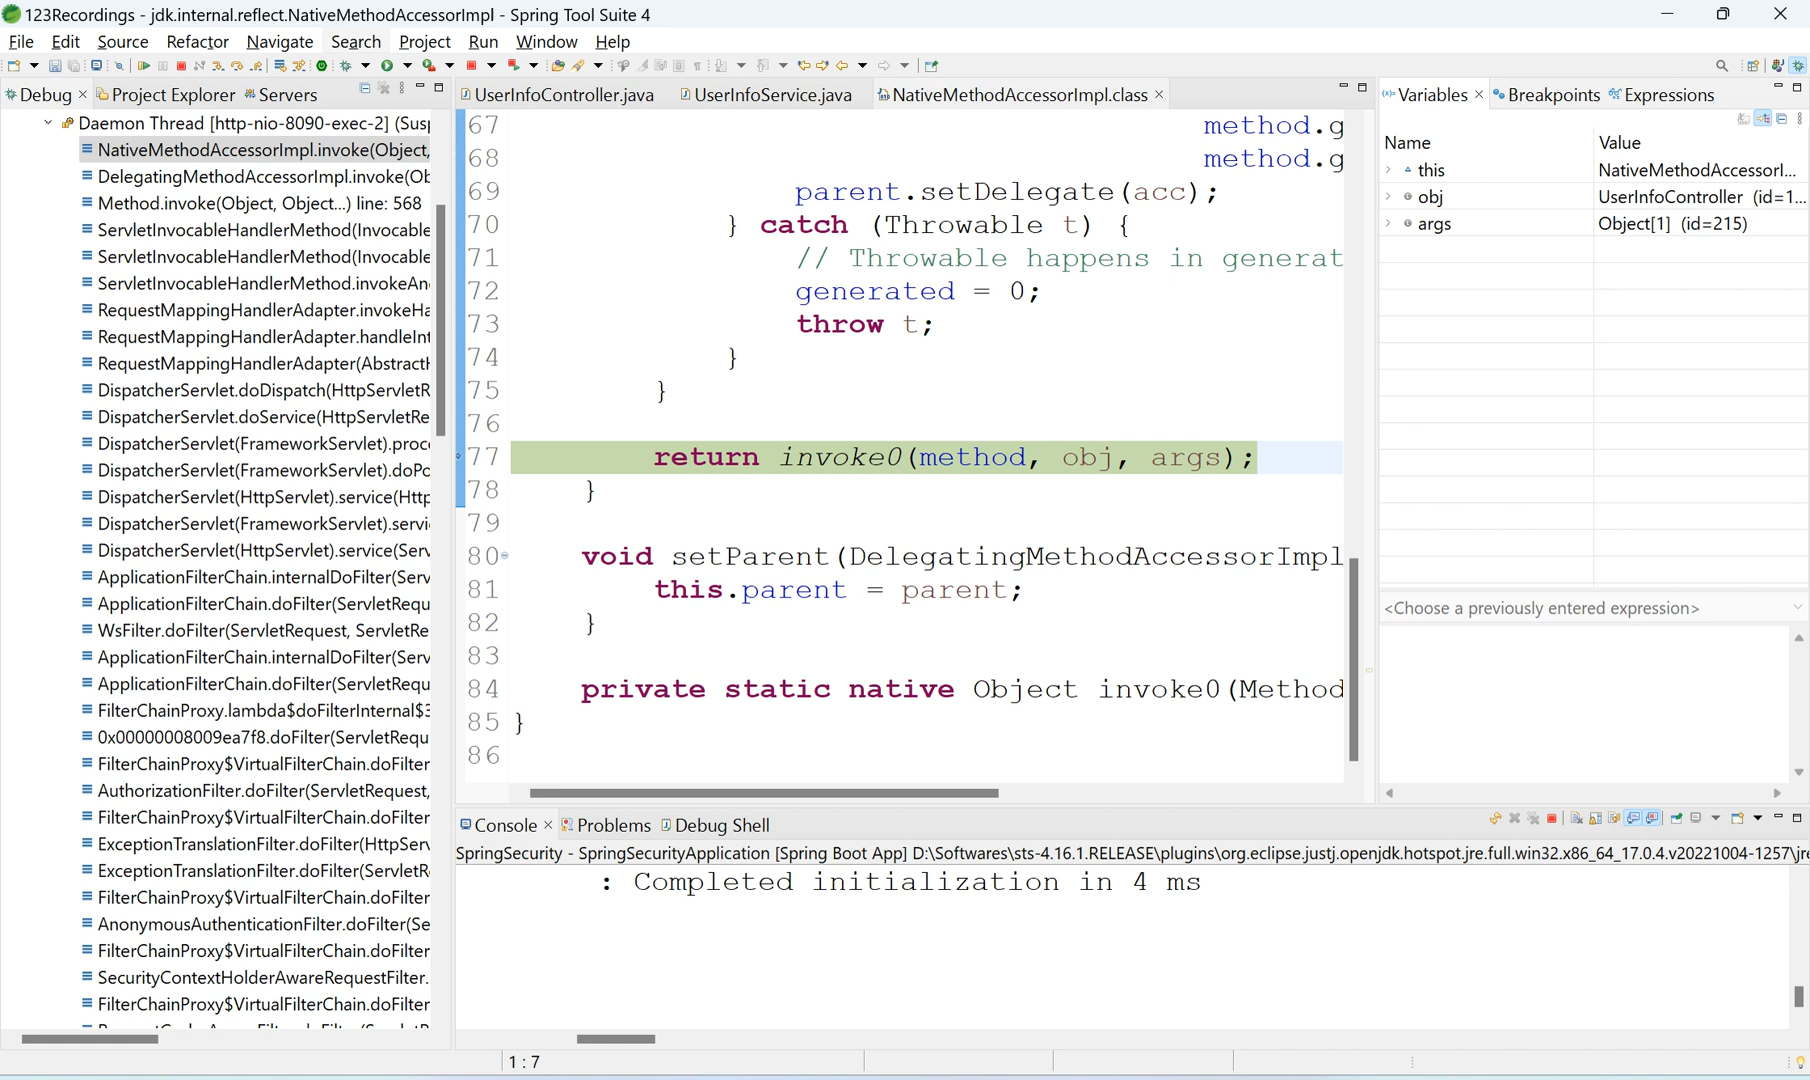 123Recordings - jdk.internal.reflect.NativeMethodAccessorImpl - Spring Tool Suite 4
File Edit Source Refactor Navigate Search Project Run Window Help
Debug Project Explorer Servers
Daemon Thread [http-nio-8090-exec-2] (Sus
NativeMethodAccessorImpl.invoke(Object,
DelegatingMethodAccessorImpl.invoke(Ob
Method.invoke(Object, Object...) line: 568
ServletInvocableHandlerMethod(Invocable
ServletInvocableHandlerMethod(Invocable
ServletInvocableHandlerMethod.invokeAn
RequestMappingHandlerAdapter.invokeHa
RequestMappingHandlerAdapter.handleInt
RequestMappingHandlerAdapter(AbstractH
DispatcherServlet.doDispatch(HttpServletR
DispatcherServlet.doService(HttpServletRe
DispatcherServlet(FrameworkServlet).proc
DispatcherServlet(FrameworkServlet).doPo
DispatcherServlet(HttpServlet).service(Http
DispatcherServlet(FrameworkServlet).servi
DispatcherServlet(HttpServlet).service(Serv
ApplicationFilterChain.internalDoFilter(Serv
ApplicationFilterChain.doFilter(ServletRequ
WsFilter.doFilter(ServletRequest, ServletRe
ApplicationFilterChain.internalDoFilter(Serv
ApplicationFilterChain.doFilter(ServletRequ
FilterChainProxy.lambda$doFilterInternal$3
0x00000008009ea7f8.doFilter(ServletRequ
FilterChainProxy$VirtualFilterChain.doFilter
AuthorizationFilter.doFilter(ServletRequest,
FilterChainProxy$VirtualFilterChain.doFilter
ExceptionTranslationFilter.doFilter(HttpServ
ExceptionTranslationFilter.doFilter(ServletR
FilterChainProxy$VirtualFilterChain.doFilter
AnonymousAuthenticationFilter.doFilter(Se
FilterChainProxy$VirtualFilterChain.doFilter
SecurityContextHolderAwareRequestFilter.
FilterChainProxy$VirtualFilterChain.doFilter
UserInfoController.java UserInfoService.java NativeMethodAccessorImpl.class
67 method.g
68 method.g
69 parent.setDelegate(acc);
70 } catch (Throwable t) {
71 // Throwable happens in generat
72 generated = 0;
73 throw t;
74 }
75 }
76
77 return invoke0(method, obj, args);
78 }
79
80 void setParent(DelegatingMethodAccessorImpl
81 this.parent = parent;
82 }
83
84 private static native Object invoke0(Method
85 }
86
Variables Breakpoints Expressions
Name Value
this NativeMethodAccessorI...
obj UserInfoController (id=1...
args Object[1] (id=215)
<Choose a previously entered expression>
Console Problems Debug Shell
SpringSecurity - SpringSecurityApplication [Spring Boot App] D:\Softwares\sts-4.16.1.RELEASE\plugins\org.eclipse.justj.openjdk.hotspot.jre.full.win32.x86_64_17.0.4.v20221004-1257\jre
: Completed initialization in 4 ms
1 : 7